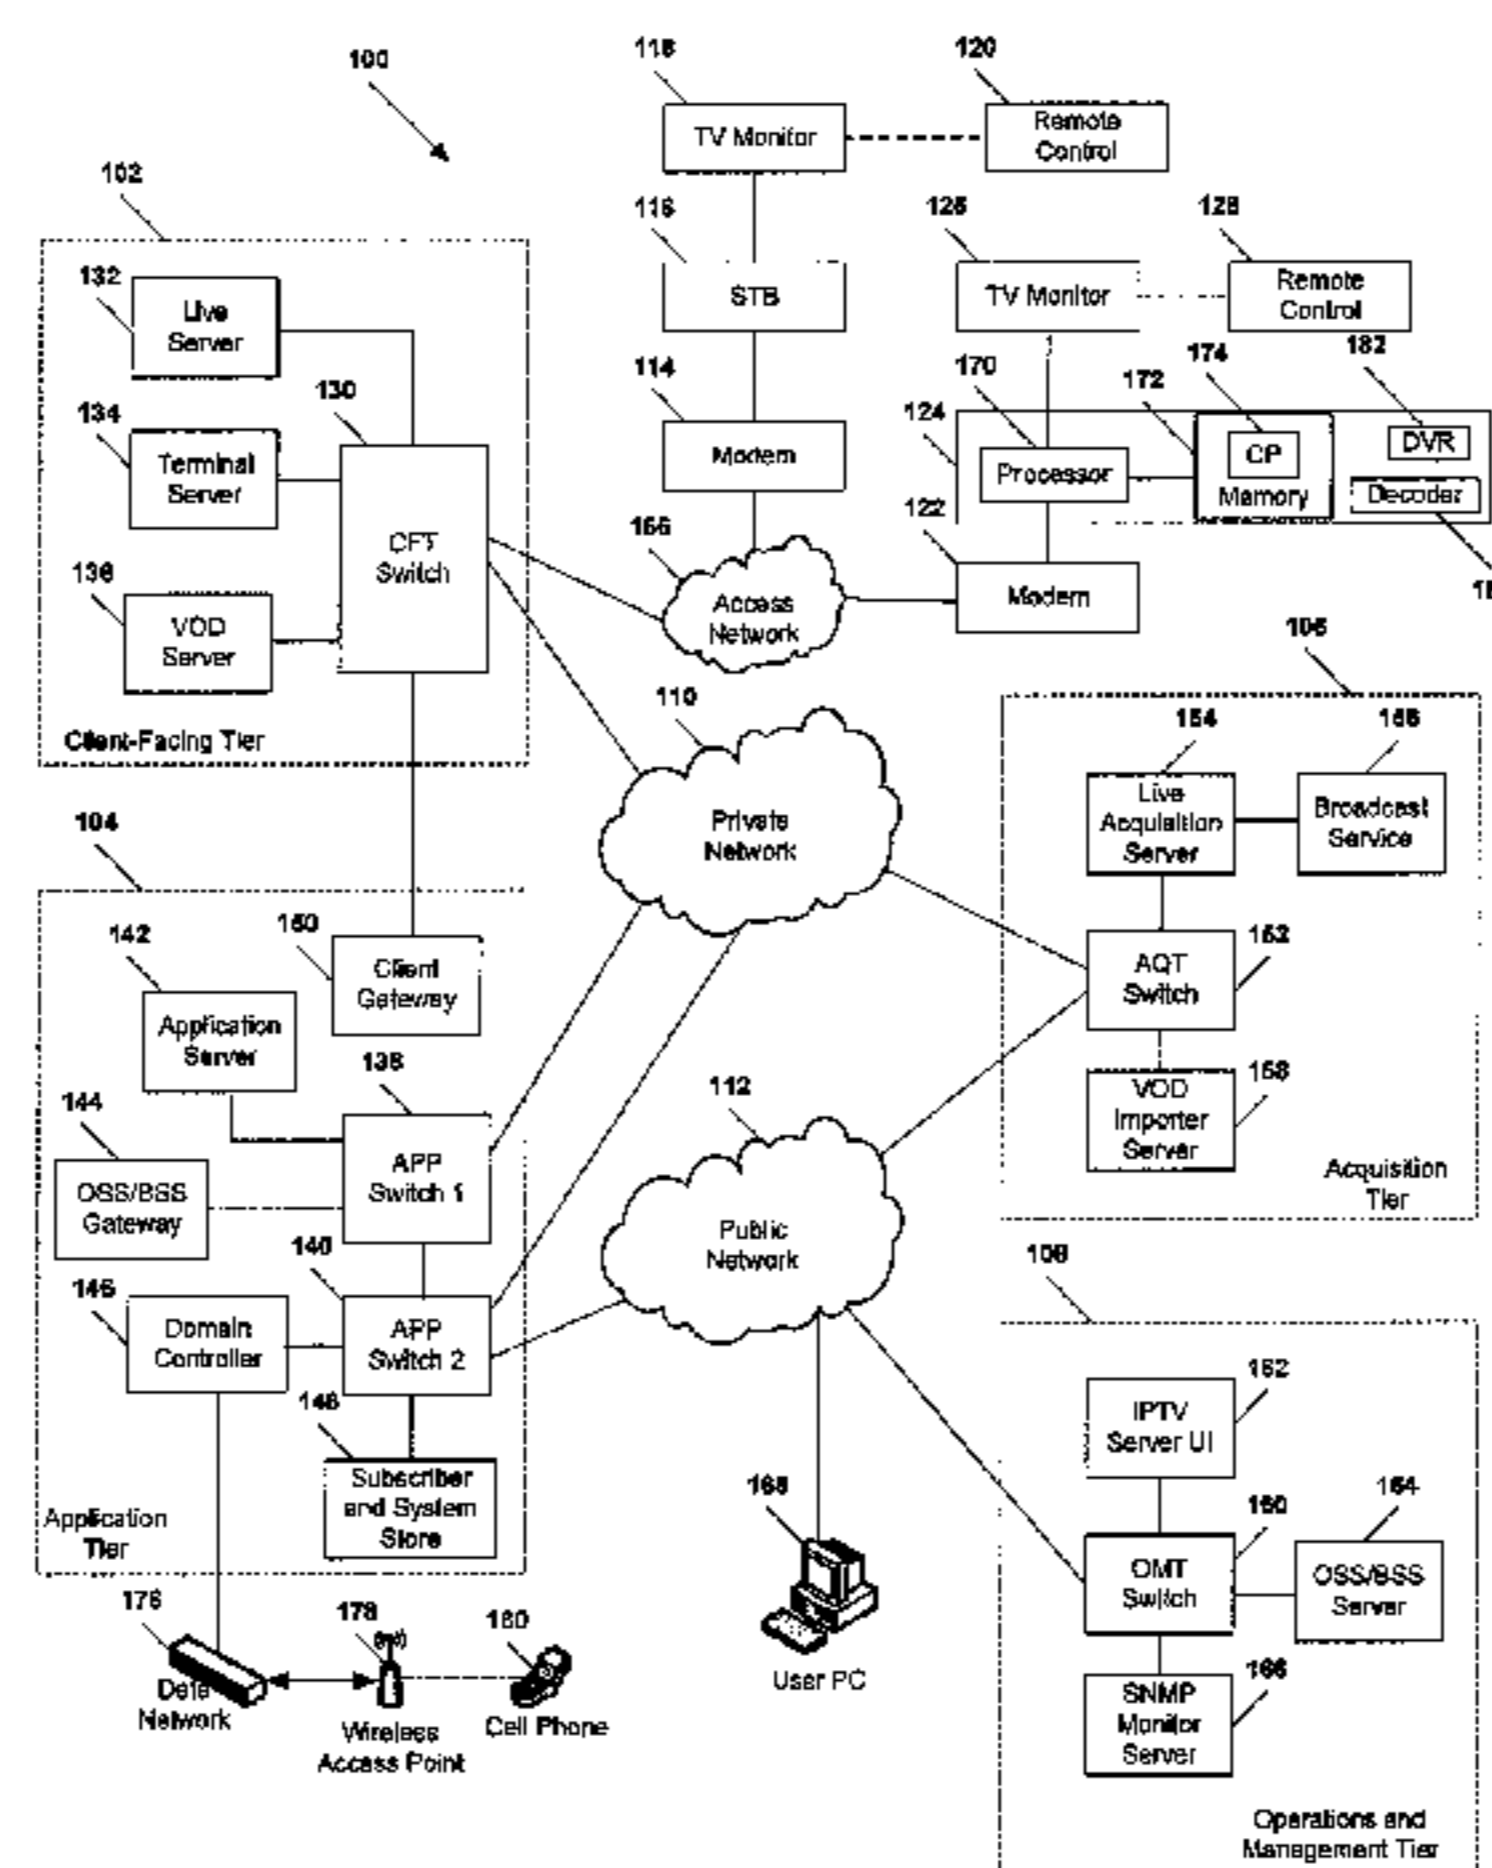 100
118
120
TV Monitor
Remote
Control
102
116
126
128
132
Live
Server
STB
TV Monitor
Remote
Control
130
114
170
172
174
182
134
Terminal
Server
124
Modem
Processor
CP
Memory
DVR
Decoder
122
CFT
Switch
166
Access
Network
Modem
136
VOD
Server
106
110
154
156
Client-Facing Tier
Live
Acquisition
Server
Broadcast
Service
104
Private
Network
142
150
Client
Gateway
AQT
Switch
152
Application
Server
138
144
112
VOD
Importer
Server
158
OSS/BSS
Gateway
APP
Switch 1
Acquisition
Tier
140
Public
Network
108
146
Domain
Controller
APP
Switch 2
148
162
IPTV
Server UI
Subscriber
and System
Store
168
160
164
Application
Tier
OMT
Switch
OSS/BSS
Server
176
178
180
User PC
Data
Network
Wireless
Access Point
Cell Phone
SNMP
Monitor
Server
166
Operations and
Management Tier